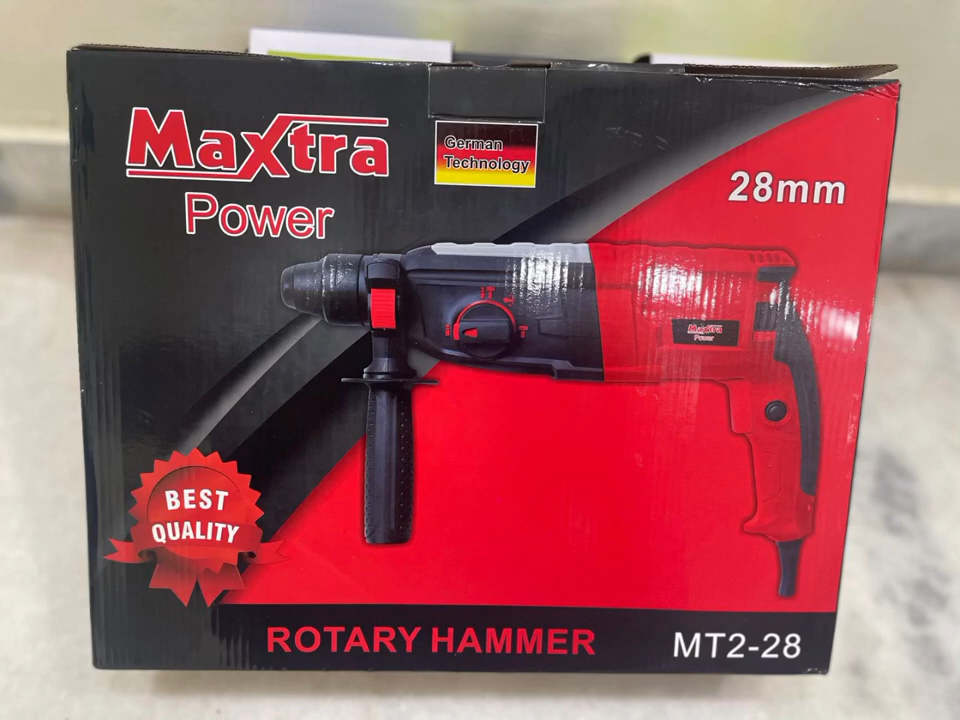 Maxtra
Power
German
Technology
28mm
Maxtra
Power
BEST
QUALITY
ROTARY HAMMER
MT2-28